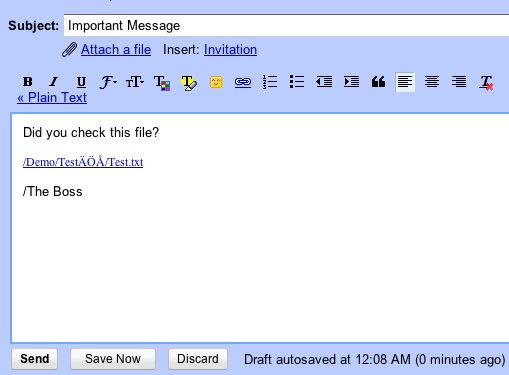 Subject: Important Message
Attach a file Insert: Invitation
B I U F TT T T T
« Plain Text
Did you check this file?
/Demo/TestÄÖÅ/Test.txt
/The Boss
Send Save Now Discard Draft autosaved at 12:08 AM (0 minutes ago)